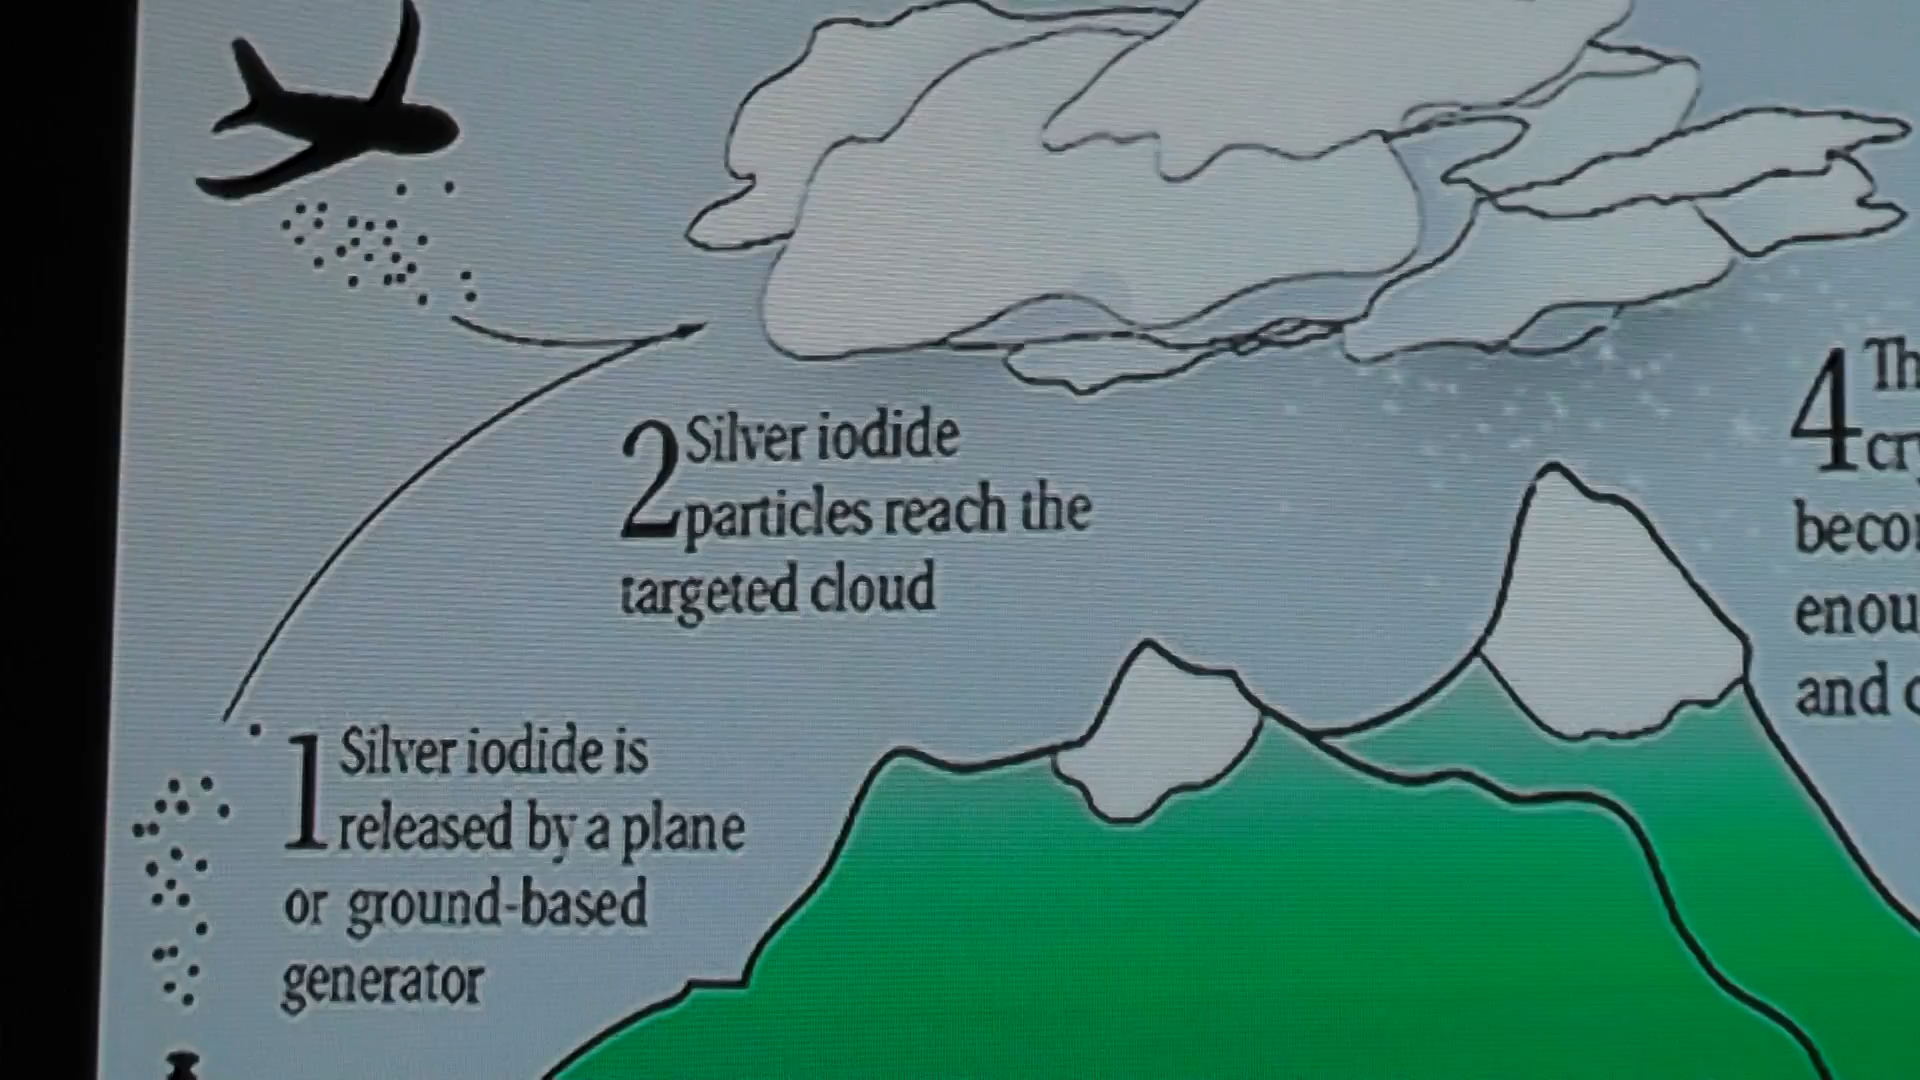 1 Silver iodide is
released by a plane
or ground-based
generator
2 Silver iodide
particles reach the
targeted cloud
4
and